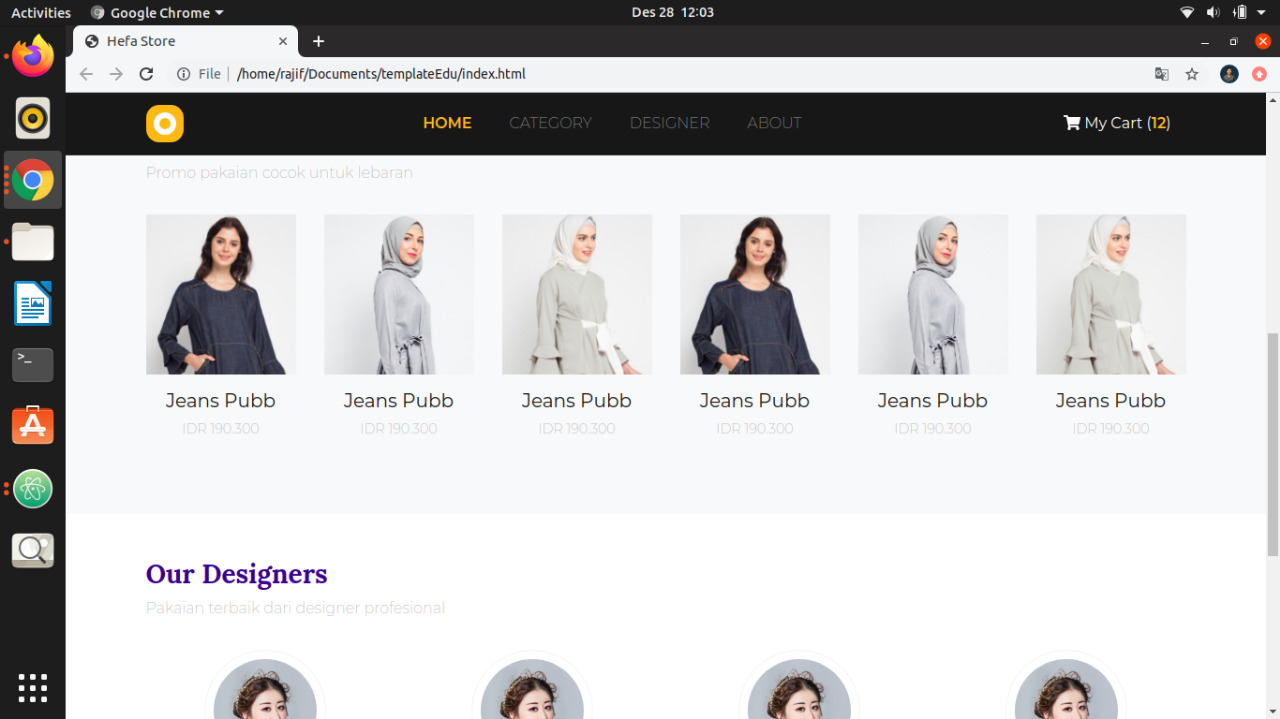 Activities Google Chrome Des 28 12:03
Hefa Store
File /home/rajif/Documents/templateEdu/index.html
HOME CATEGORY DESIGNER ABOUT My Cart (12)
Promo pakaian cocok untuk lebaran
Jeans Pubb Jeans Pubb Jeans Pubb Jeans Pubb Jeans Pubb Jeans Pubb
IDR 190.300 IDR 190.300 IDR 190.300 IDR 190.300 IDR 190.300 IDR 190.300
Our Designers
Pakaian terbaik dari designer profesional